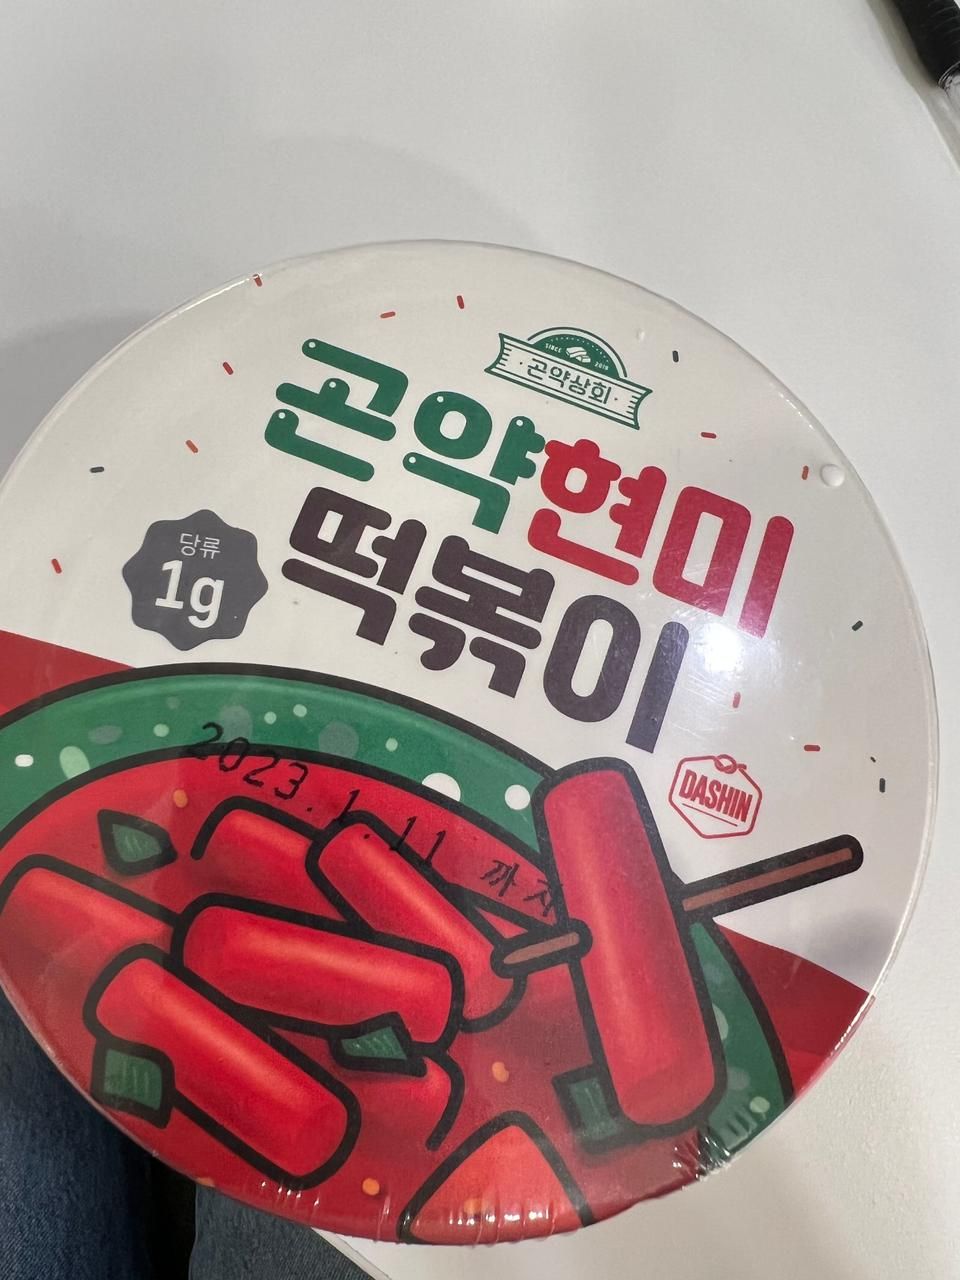 SINCE 2018
곤약상회
곤약현미
떡볶이
당류
1g
DASHIN
2023.1.11 까지